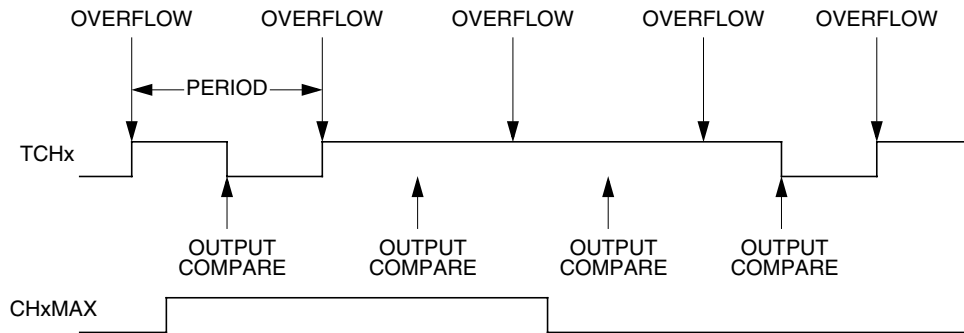 OVERFLOW OVERFLOW OVERFLOW OVERFLOW OVERFLOW
PERIOD
TCHx
OUTPUT COMPARE
OUTPUT COMPARE
OUTPUT COMPARE
OUTPUT COMPARE
CHxMAX